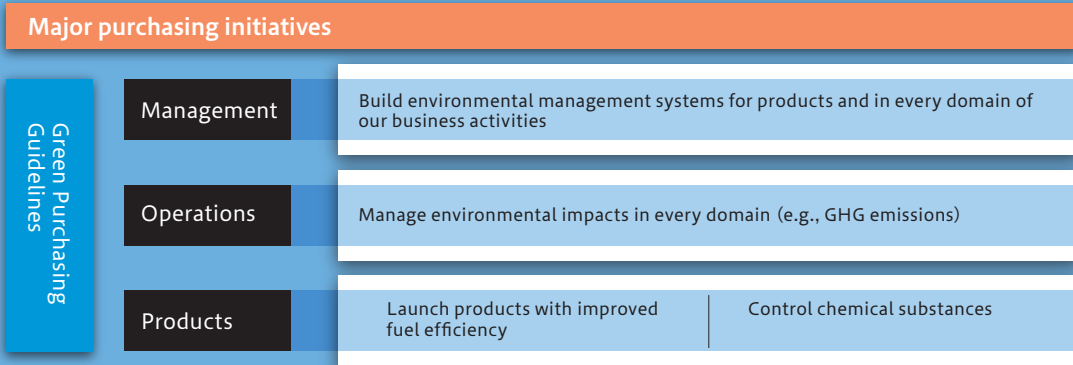 Major purchasing initiatives
Green Purchasing
Guidelines
Management
Build environmental management systems for products and in every domain of
our business activities
Operations
Manage environmental impacts in every domain (e.g., GHG emissions)
Products
Launch products with improved
fuel efficiency
Control chemical substances